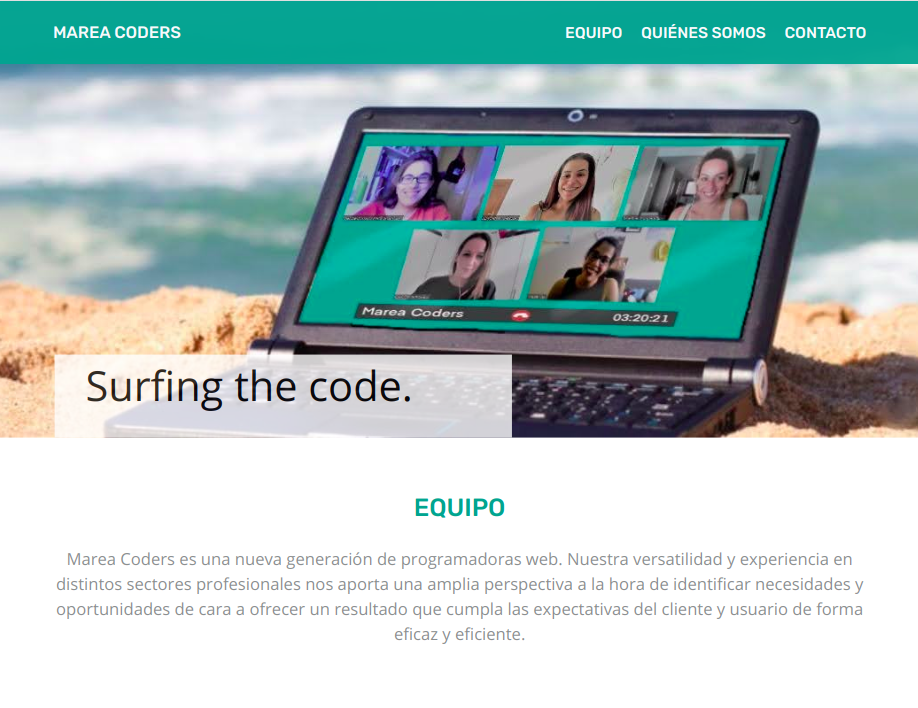 MAREA CODERS
EQUIPO QUIÉNES SOMOS CONTACTO
Marea Coders 03:20:21
Surfing the code.
EQUIPO
Marea Coders es una nueva generación de programadoras web. Nuestra versatilidad y experiencia en
distintos sectores profesionales nos aporta una amplia perspectiva a la hora de identificar necesidades y
oportunidades de cara a ofrecer un resultado que cumpla las expectativas del cliente y usuario de forma
eficaz y eficiente.